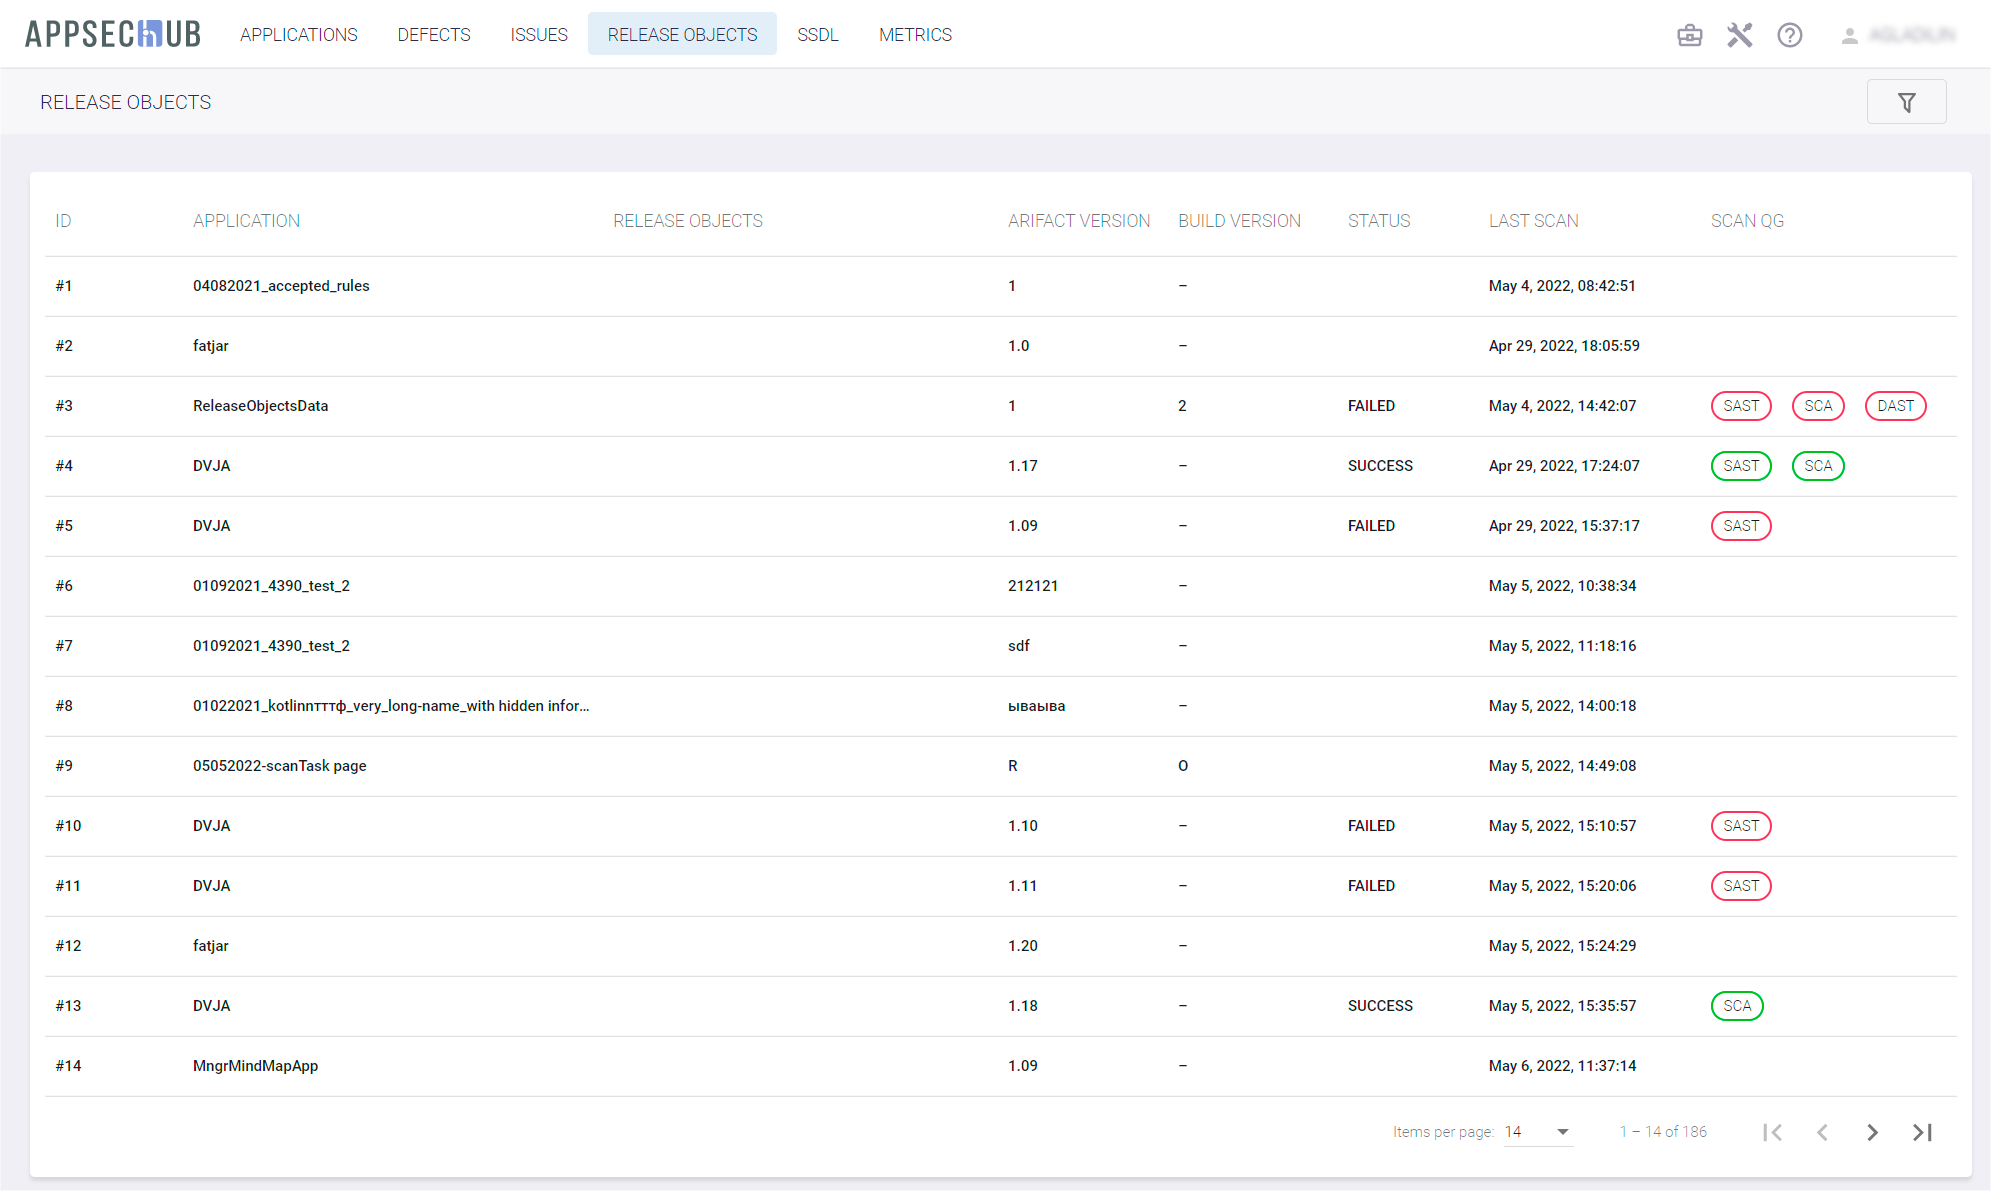 APPSECHUB APPLICATIONS DEFECTS ISSUES RELEASE OBJECTS SSDL METRICS
RELEASE OBJECTS
ID APPLICATION RELEASE OBJECTS ARIFACT VERSION BUILD VERSION STATUS LAST SCAN SCAN QG
#1 04082021_accepted_rules 1 – May 4, 2022, 08:42:51
#2 fatjar 1.0 – Apr 29, 2022, 18:05:59
#3 ReleaseObjectsData 1 2 FAILED May 4, 2022, 14:42:07 SAST SCA DAST
#4 DVJA 1.17 – SUCCESS Apr 29, 2022, 17:24:07 SAST SCA
#5 DVJA 1.09 – FAILED Apr 29, 2022, 15:37:17 SAST
#6 01092021_4390_test_2 212121 – May 5, 2022, 10:38:34
#7 01092021_4390_test_2 sdf – May 5, 2022, 11:18:16
#8 01022021_kotlinnтттф_very_long-name_with hidden infor... ываыва – May 5, 2022, 14:00:18
#9 05052022-scanTask page R O May 5, 2022, 14:49:08
#10 DVJA 1.10 – FAILED May 5, 2022, 15:10:57 SAST
#11 DVJA 1.11 – FAILED May 5, 2022, 15:20:06 SAST
#12 fatjar 1.20 – May 5, 2022, 15:24:29
#13 DVJA 1.18 – SUCCESS May 5, 2022, 15:35:57 SCA
#14 MngrMindMapApp 1.09 – May 6, 2022, 11:37:14
Items per page: 14 1 – 14 of 186